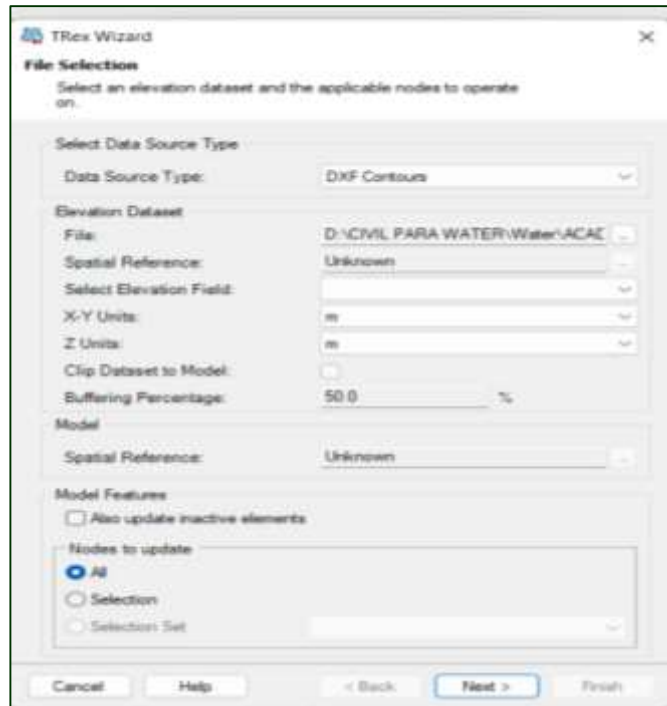 TRex Wizard
File Selection
Select an elevation dataset and the applicable nodes to operate
on.
Select Data Source Type
Data Source Type: DXF Contours
Elevation Dataset
File: D:\CIVIL PARA WATER\Water\ACAD ...
Spatial Reference: Unknown ...
Select Elevation Field:
X-Y Units: m
Z Units: m
Clip Dataset to Model:
Buffering Percentage: 50.0 %
Model
Spatial Reference: Unknown ...
Model Features
Also update inactive elements
Nodes to update
All
Selection
Selection Set
Cancel Help < Back Next > Finish